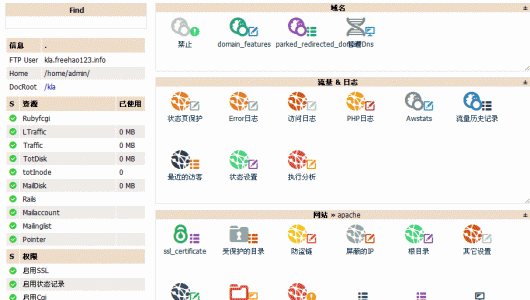 Find
信息 .
FTP User kla.freehao123.info
Home /home/admin/
DocRoot /kla
S 资源 已使用
Rubyfcgi
LTraffic 0 MB
Traffic 0 MB
TotDisk 0 MB
totInode 0
MailDisk 0 MB
Rails
Mailaccount
Mailinglist
Pointer
S 权限
启用SSL
启用状态记录
启用Cgi
域名
禁止 domain_features parked_redirected_domains Dns
流量 & 日志
状态页保护 Error日志 访问日志 PHP日志 Awstats 流量历史记录
最近的访客 状态设置 执行分析
网站 » apache
ssl_certificate 受保护的目录 防盗链 屏蔽的IP 根目录 其它设置